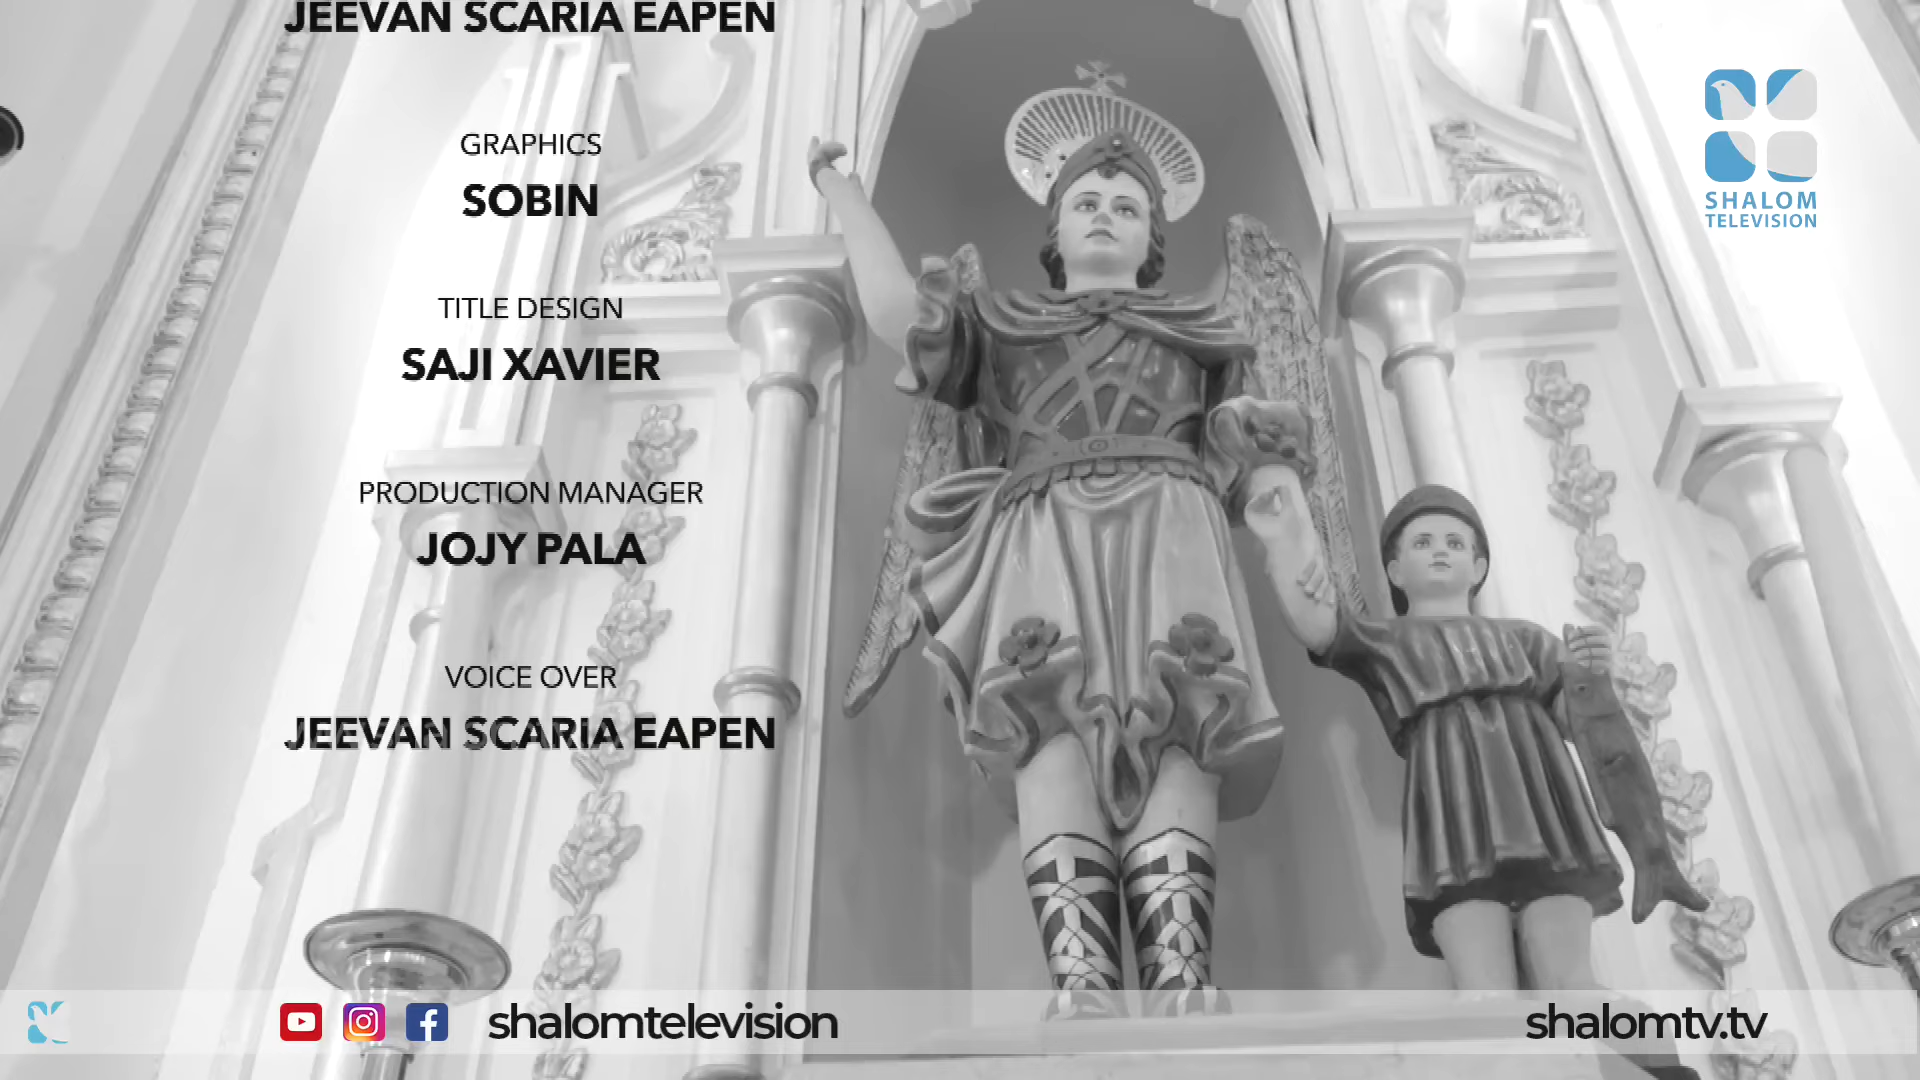 JEEVAN SCARIA EAPEN
GRAPHICS
SOBIN
TITLE DESIGN
SAJI XAVIER
PRODUCTION MANAGER
JOJY PALA
VOICE OVER
JEEVAN SCARIA EAPEN
SHALOM
TELEVISION
shalomtelevision
shalomtv.tv